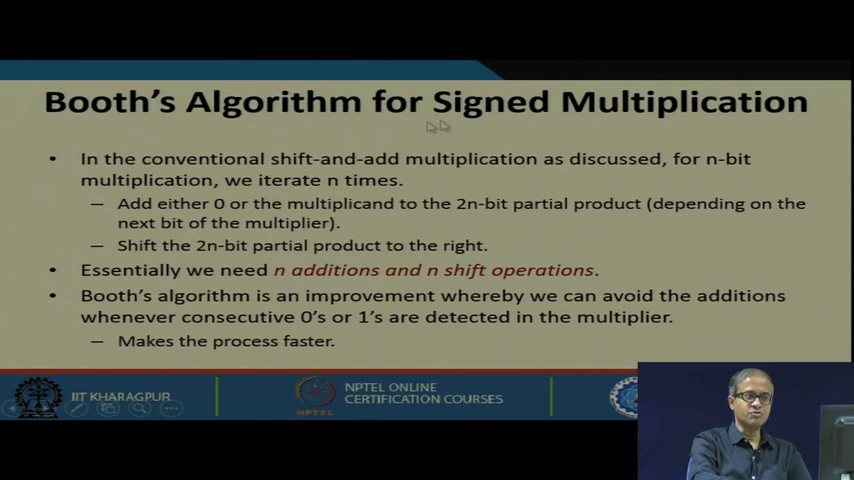 Booth's Algorithm for Signed Multiplication
• In the conventional shift-and-add multiplication as discussed, for n-bit
multiplication, we iterate n times.
– Add either 0 or the multiplicand to the 2n-bit partial product (depending on the
next bit of the multiplier).
– Shift the 2n-bit partial product to the right.
• Essentially we need n additions and n shift operations.
• Booth's algorithm is an improvement whereby we can avoid the additions
whenever consecutive 0's or 1's are detected in the multiplier.
– Makes the process faster.
IIT KHARAGPUR
NPTEL
NPTEL ONLINE
CERTIFICATION COURSES